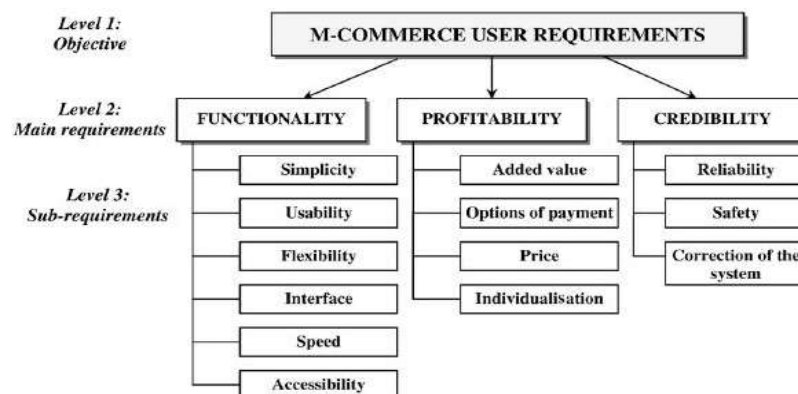 Level 1:
Objective
M-COMMERCE USER REQUIREMENTS
Level 2:
Main requirements
FUNCTIONALITY
PROFITABILITY
CREDIBILITY
Level 3:
Sub-requirements
Simplicity
Usability
Flexibility
Interface
Speed
Accessibility
Added value
Options of payment
Price
Individualisation
Reliability
Safety
Correction of the
system